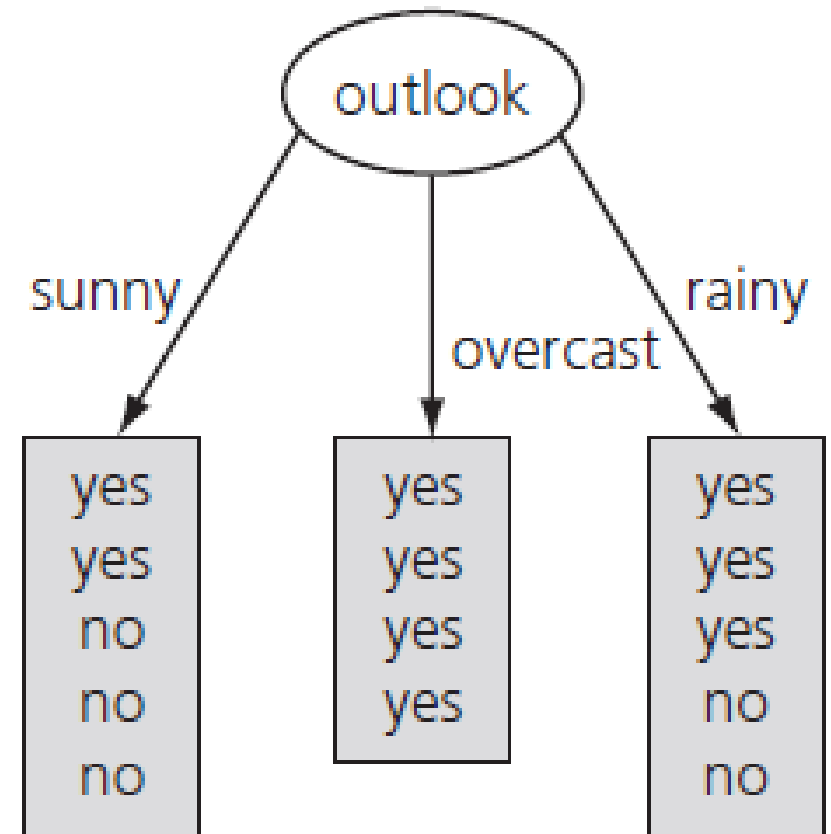 outlook
sunny
overcast
rainy
yes
yes
no
no
no
yes
yes
yes
yes
yes
yes
yes
no
no